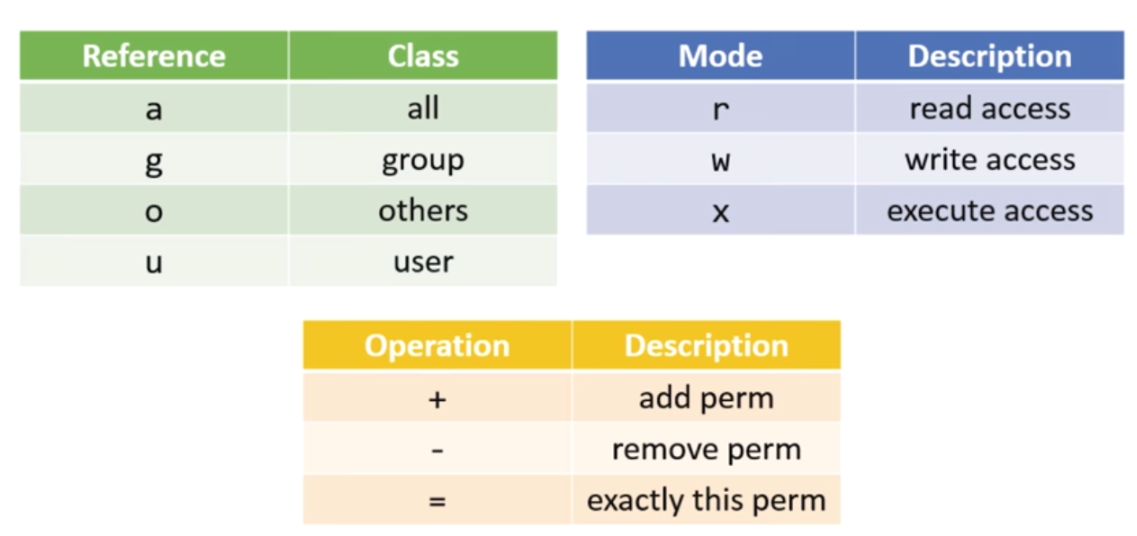 Reference Class
a all
g group
o others
u user
Mode Description
r read access
w write access
x execute access
Operation Description
+ add perm
- remove perm
= exactly this perm